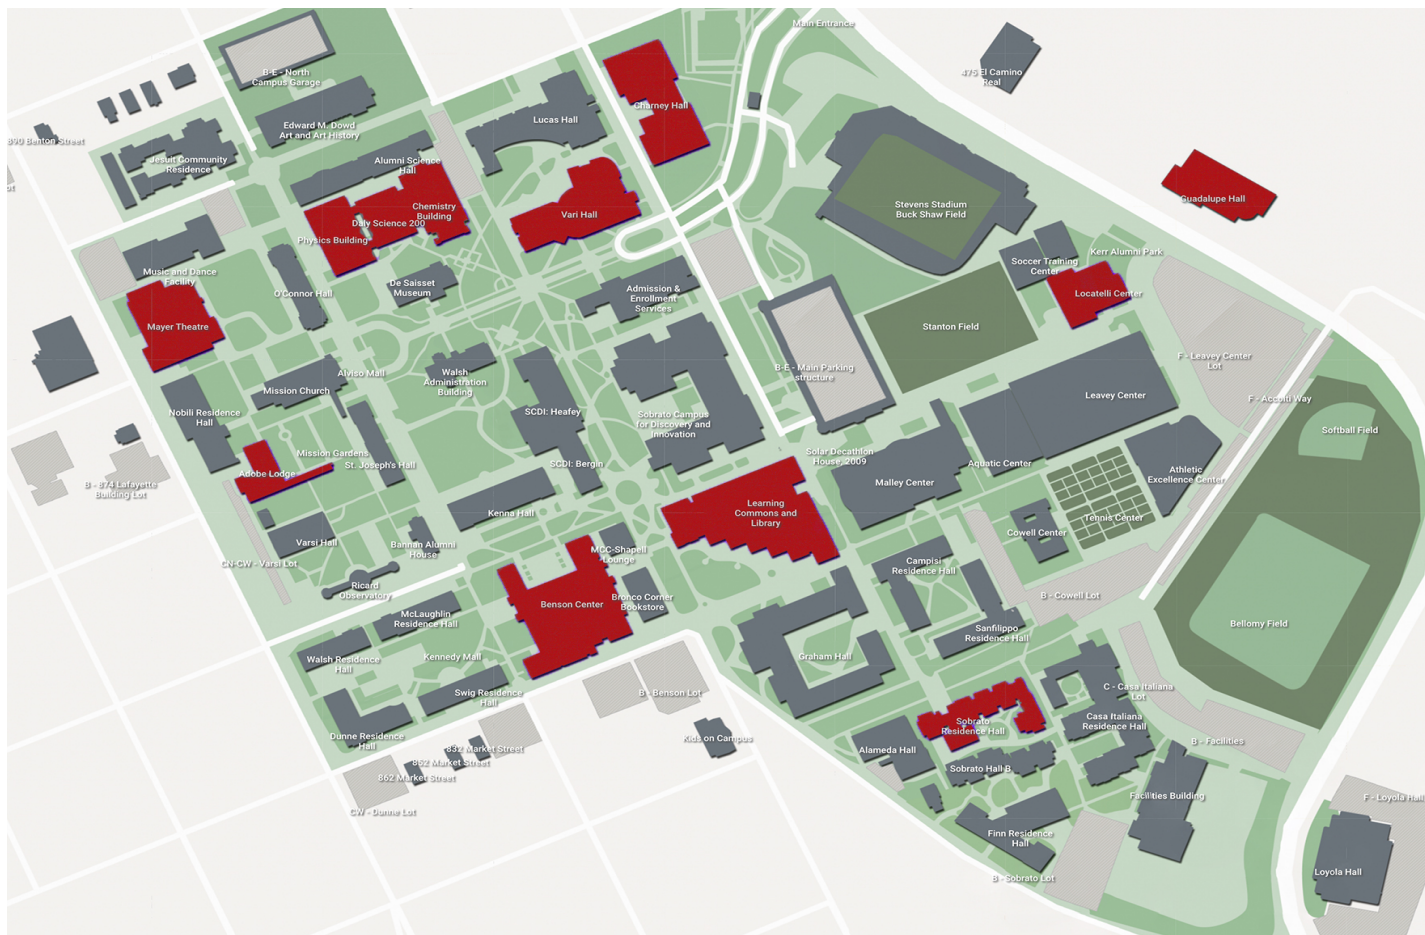 Main Entrance
B-E - North
Campus Garage
475 El Camino
Real
Charney Hall
Lucas Hall
Edward M. Dowd
Art and Art History
890 Benton Street
Jesuit Community
Residence
Alumni Science
Hall
Guadalupe Hall
Stevens Stadium
Buck Shaw Field
Chemistry
Building
Daly Science 200
Vari Hall
Physics Building
Kerr Alumni Park
Soccer Training
Center
Music and Dance
Facility
De Saisset
Museum
O'Connor Hall
Admission &
Enrollment
Services
Locatelli Center
Mayer Theatre
Stanton Field
F - Leavey Center
Lot
Alviso Mall
Walsh
Administration
Building
B-E - Main Parking
structure
Mission Church
Leavey Center
F - Accolti Way
Nobili Residence
Hall
SCDI: Heafey
Sobrato Campus
for Discovery and
Innovation
Softball Field
Mission Gardens
St. Joseph's Hall
Solar Decathlon
House, 2009
SCDI: Bergin
Aquatic Center
Adobe Lodge
Athletic
Excellence Center
B - 874 Lafayette
Building Lot
Malley Center
Kenna Hall
Learning
Commons and
Library
Tennis Center
Cowell Center
Varsi Hall
Bannan Alumni
House
MCC-Shapell
Lounge
CN-CW - Varsi Lot
Campisi
Residence Hall
Ricard
Observatory
B - Cowell Lot
Benson Center
Bronco Corner
Bookstore
McLaughlin
Residence Hall
Bellomy Field
Sanfilippo
Residence Hall
Walsh Residence
Hall
Kennedy Mall
Graham Hall
Swig Residence
Hall
B - Benson Lot
C - Casa Italiana
Lot
Sobrato
Residence Hall
Casa Italiana
Residence Hall
Dunne Residence
Hall
Kids on Campus
B - Facilities
832 Market Street
852 Market Street
862 Market Street
Alameda Hall
Sobrato Hall B
Facilities Building
F - Loyola Hall
CW - Dunne Lot
Finn Residence
Hall
Loyola Hall
B - Sobrato Lot